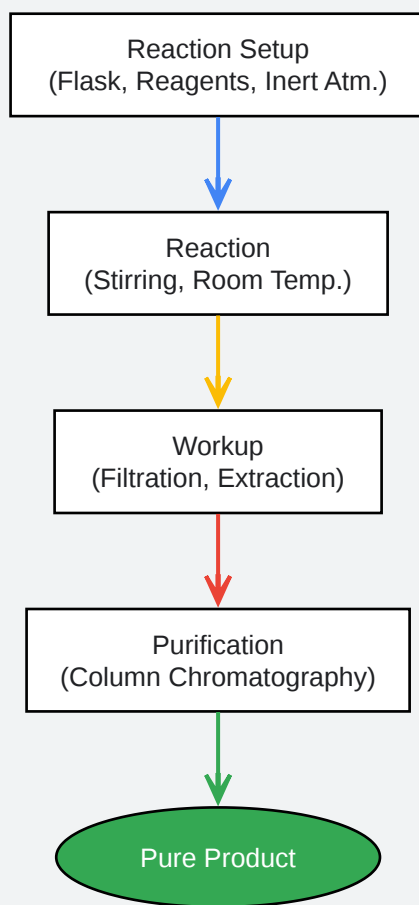 Reaction Setup
(Flask, Reagents, Inert Atm.)
Reaction
(Stirring, Room Temp.)
Workup
(Filtration, Extraction)
Purification
(Column Chromatography)
Pure Product